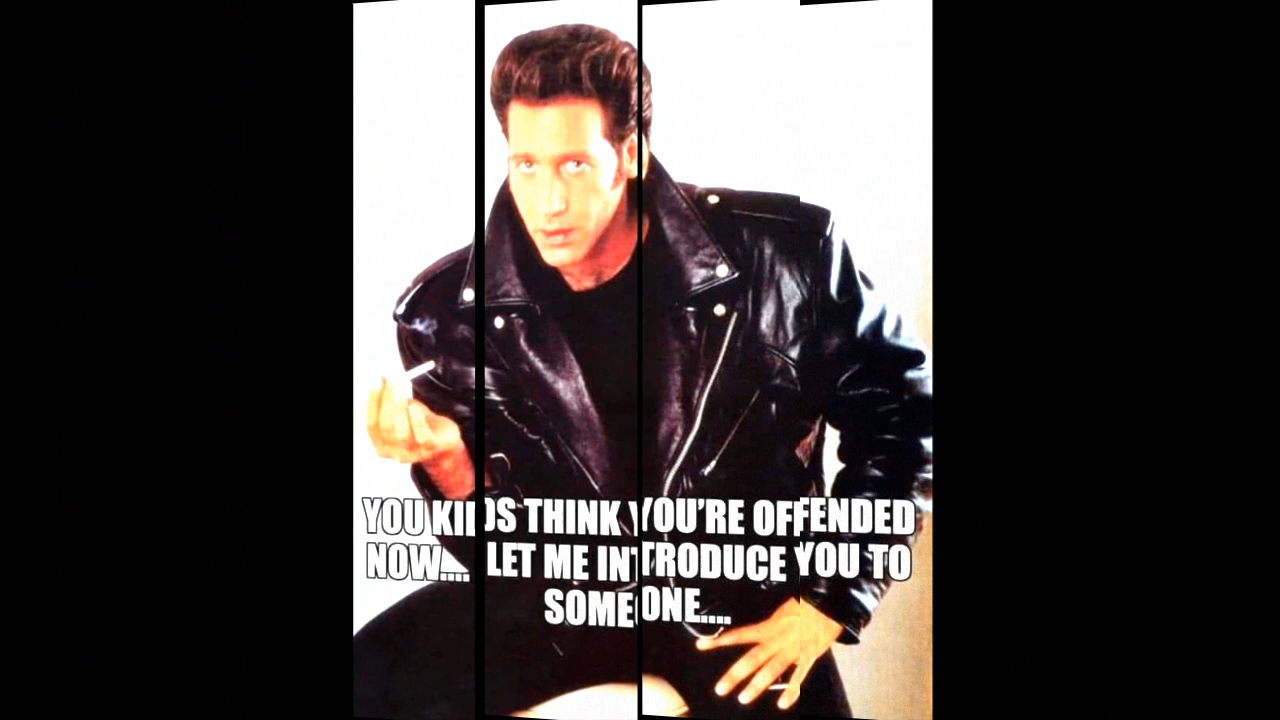 YOU KIDS THINK YOU'RE OFFENDED
NOW.... LET ME INTRODUCE YOU TO
SOMEONE....